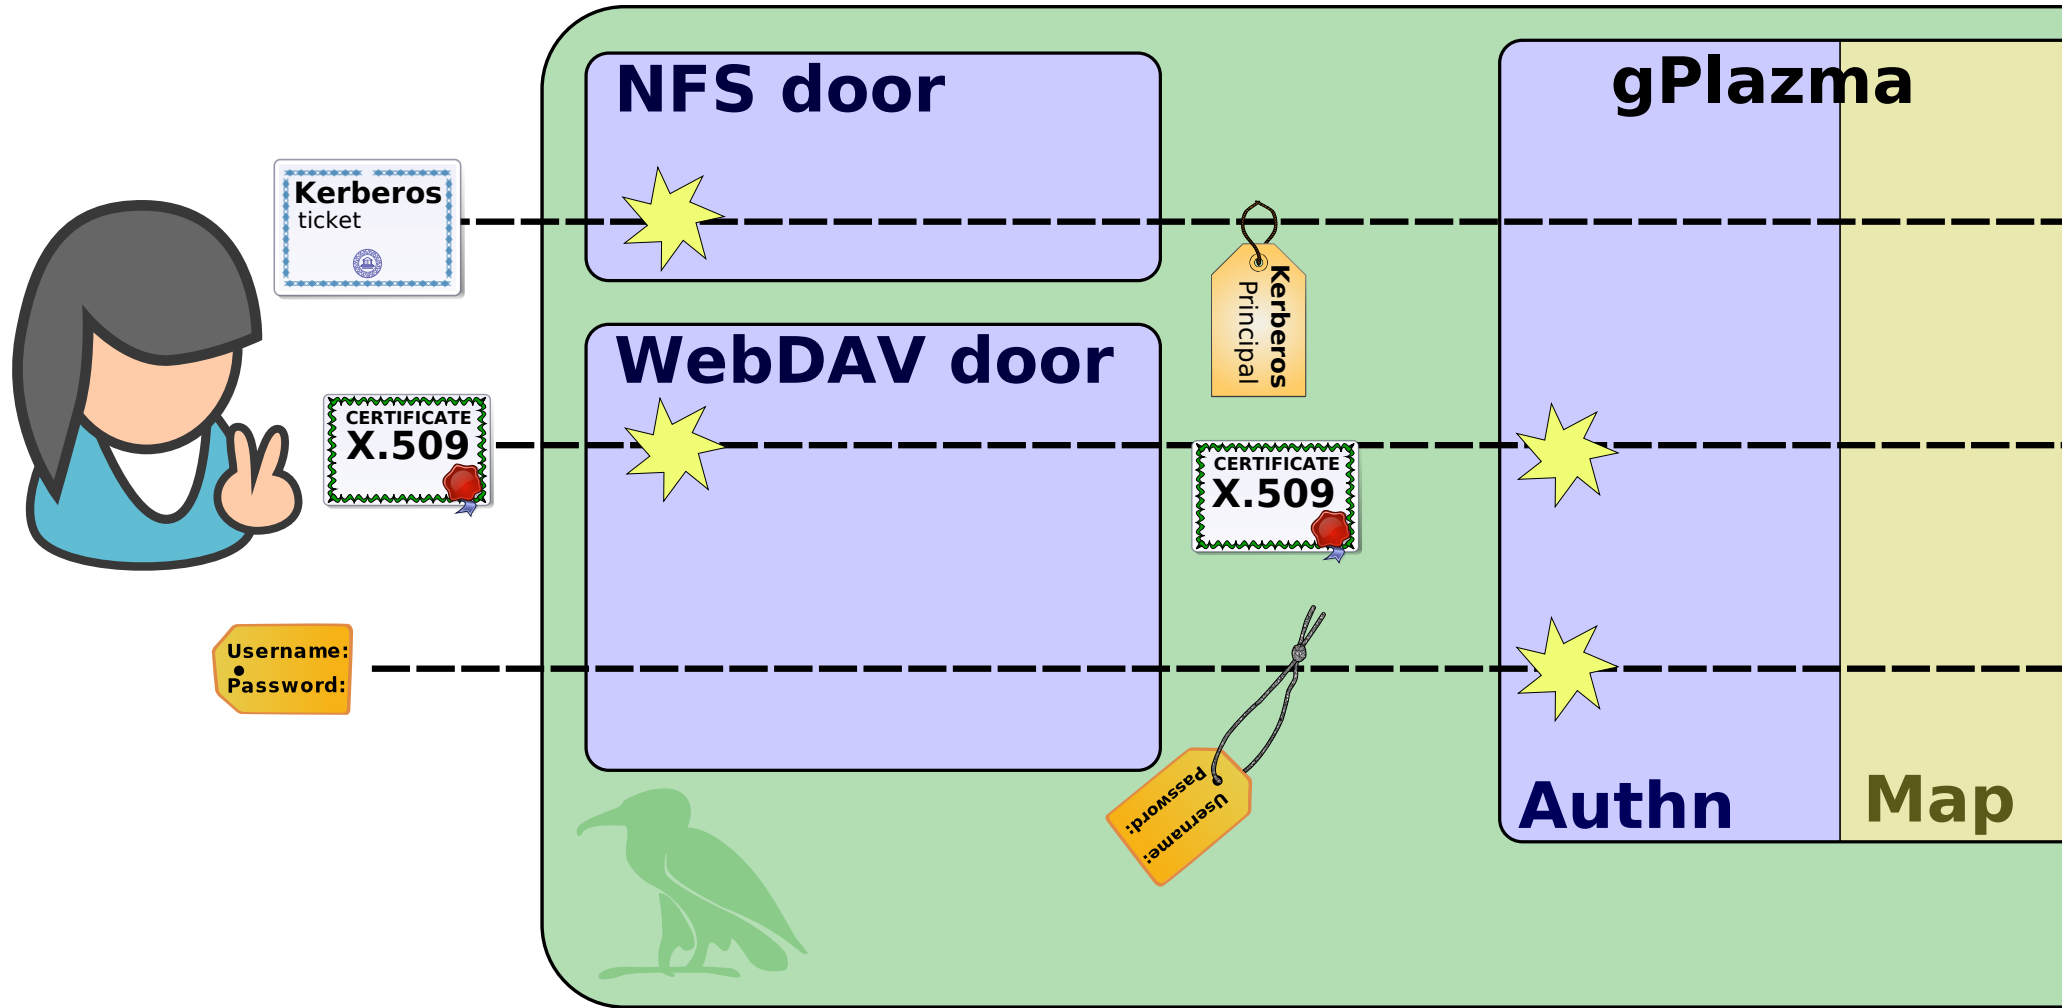 NFS door
gPlazma
Kerberos
ticket
Kerberos
Principal
WebDAV door
CERTIFICATE
X.509
CERTIFICATE
X.509
Username:
Password:
Username:
Password:
Authn
Map